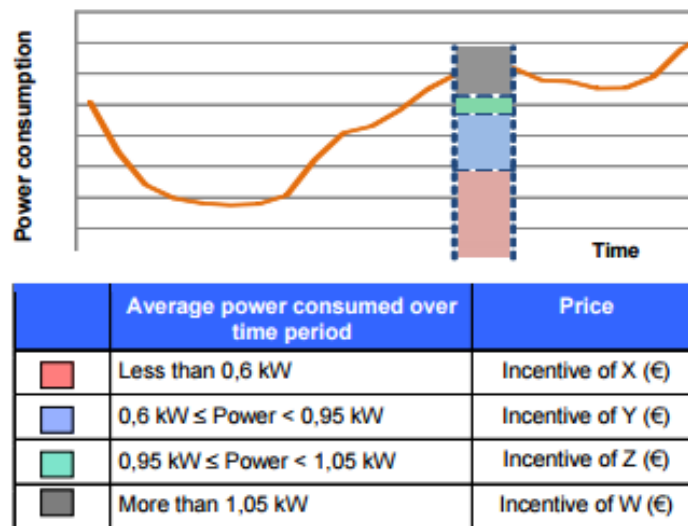 Power consumption
Time
Average power consumed over
time period
Price
Less than 0,6 kW
Incentive of X (€)
0,6 kW ≤ Power < 0,95 kW
Incentive of Y (€)
0,95 kW ≤ Power < 1,05 kW
Incentive of Z (€)
More than 1,05 kW
Incentive of W (€)